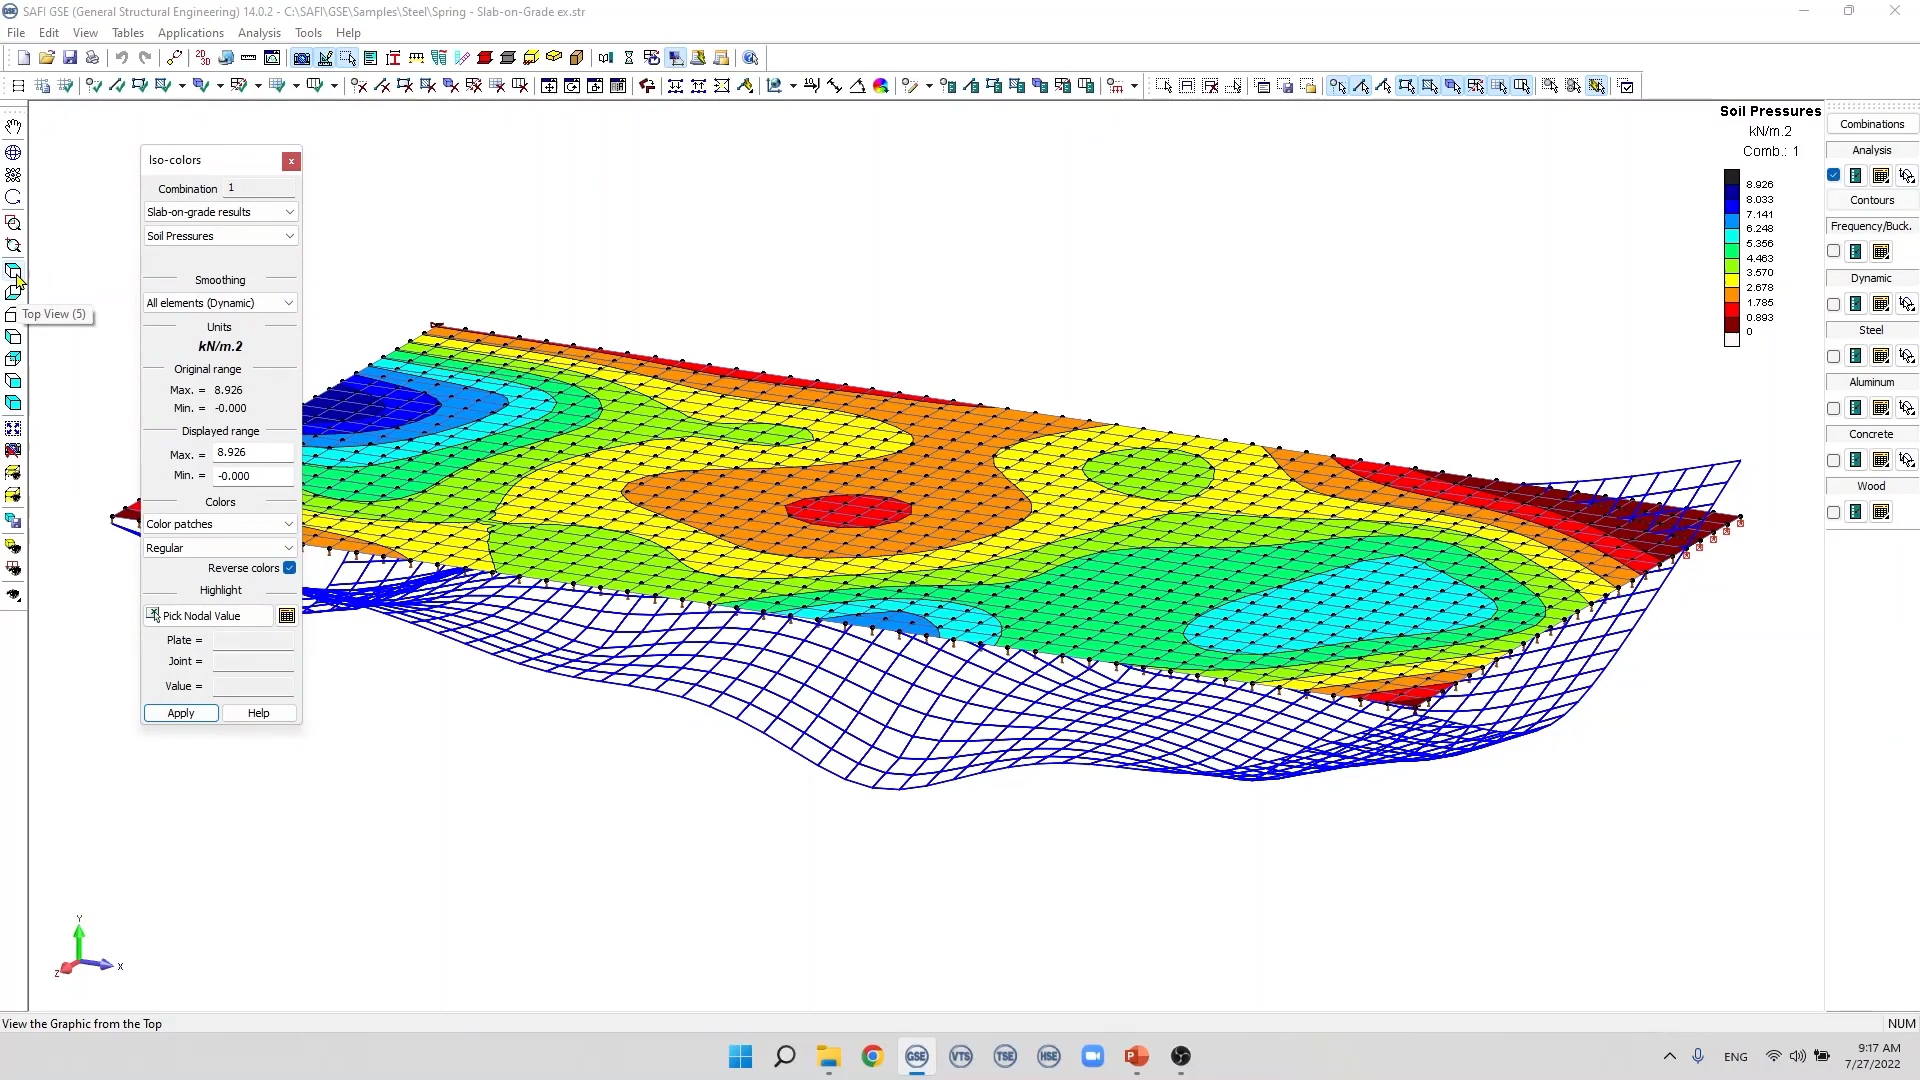 SAFI GSE (General Structural Engineering) 14.0.2 - C:\SAFI\GSE\Samples\Steel\Spring - Slab-on-Grade ex.str
File Edit View Tables Applications Analysis Tools Help
Soil Pressures
kN/m.2
Comb.: 1
8.926
8.033
7.141
6.248
5.356
4.463
3.570
2.678
1.785
0.893
0
Combinations
Analysis
Contours
Frequency/Buck.
Dynamic
Steel
Aluminum
Concrete
Wood
Iso-colors
Combination 1
Slab-on-grade results
Soil Pressures
Smoothing
All elements (Dynamic)
Units
kN/m.2
Original range
Max. = 8.926
Min. = -0.000
Displayed range
Max. = 8.926
Min. = -0.000
Colors
Color patches
Regular
Reverse colors
Highlight
Pick Nodal Value
Plate =
Joint =
Value =
Apply Help
Top View (5)
Y
X
Z
View the Graphic from the Top
NUM
GSE VTS TSE HSE
ENG
9:17 AM
7/27/2022